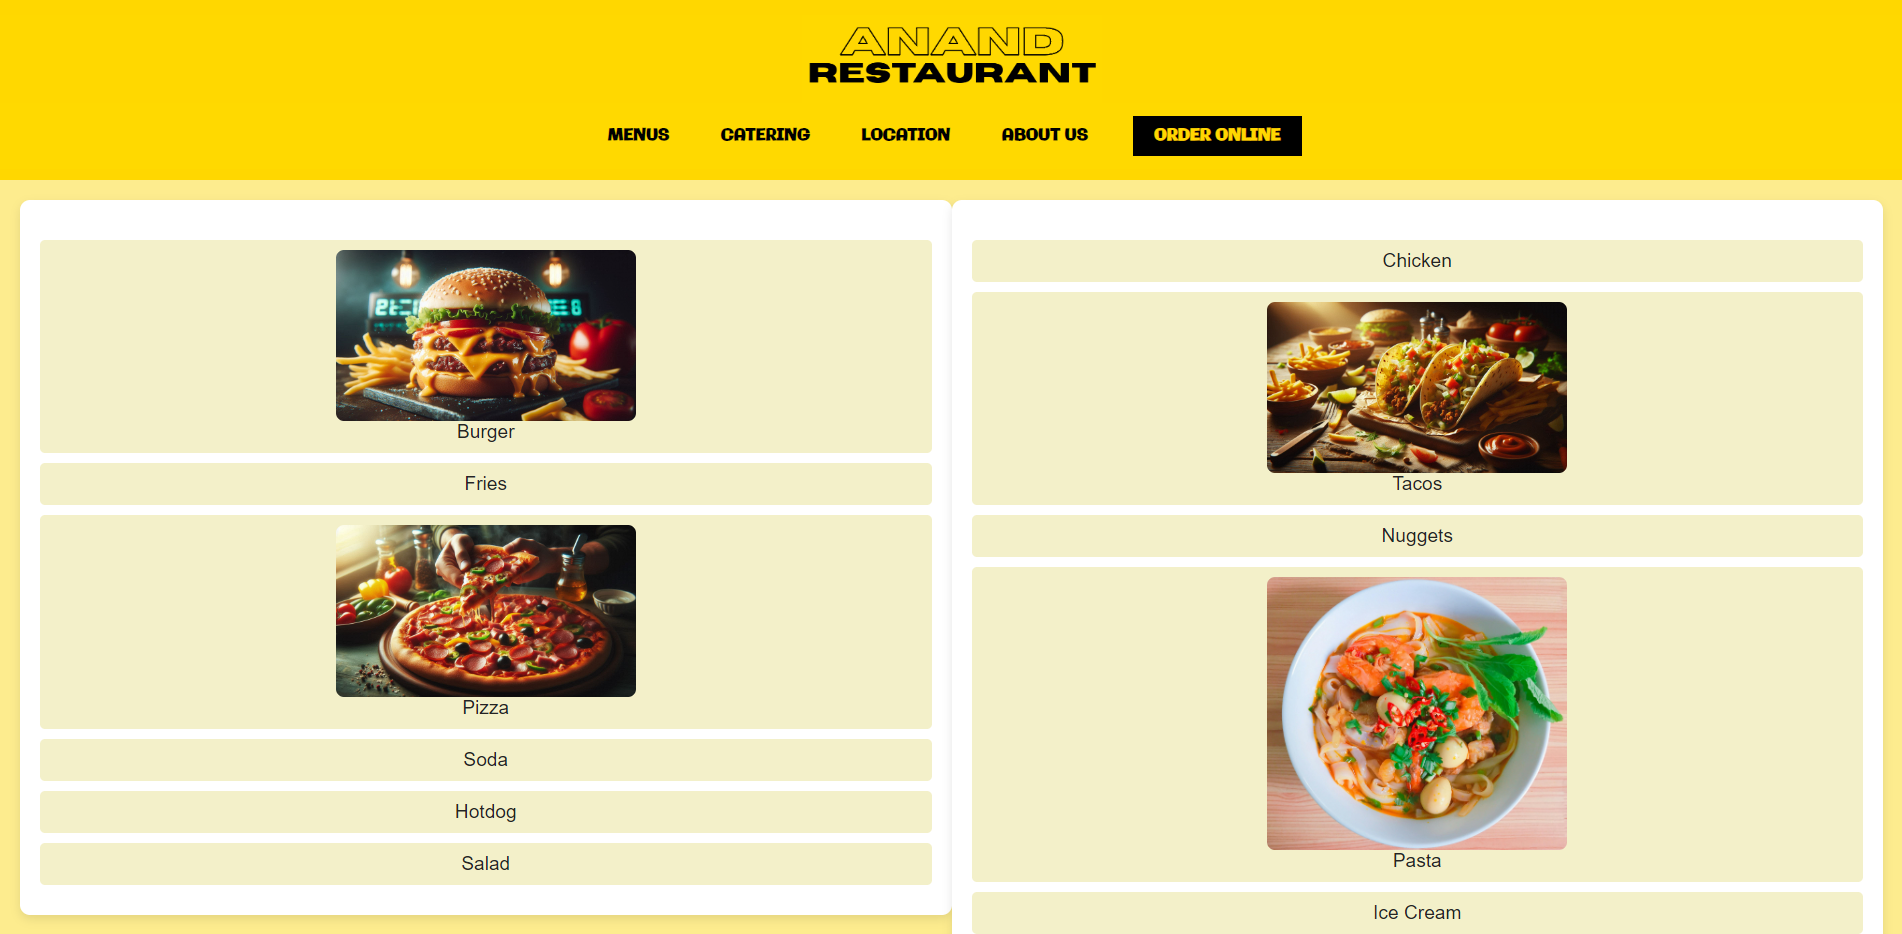 ANAND
RESTAURANT
MENUS CATERING LOCATION ABOUT US ORDER ONLINE
Burger
Fries
Pizza
Soda
Hotdog
Salad
Chicken
Tacos
Nuggets
Pasta
Ice Cream